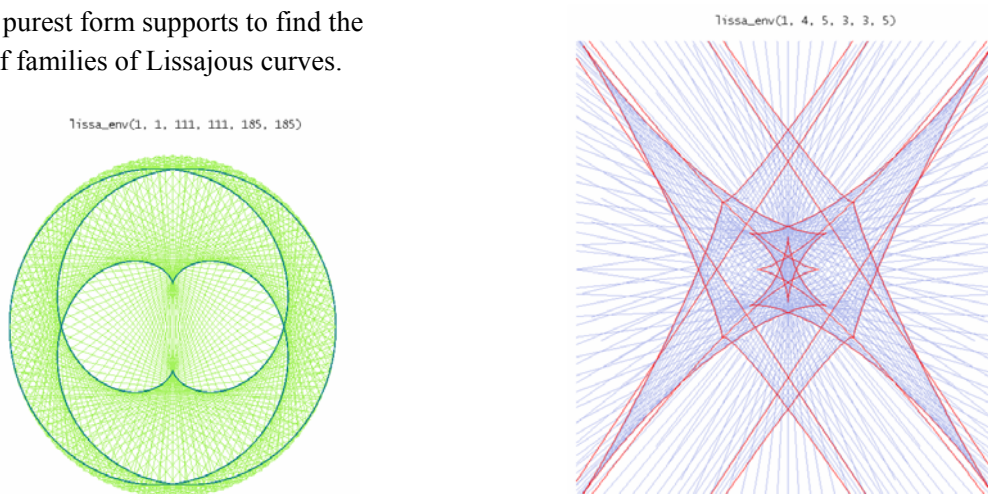 purest form supports to find the
f families of Lissajous curves.
lissa_env(1, 1, 111, 111, 185, 185)
lissa_env(1, 4, 5, 3, 3, 5)